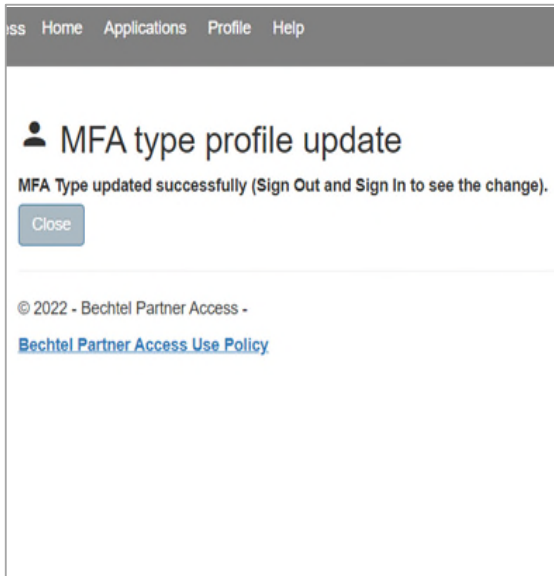 ess Home Applications Profile Help
MFA type profile update
MFA Type updated successfully (Sign Out and Sign In to see the change).
Close
© 2022 - Bechtel Partner Access -
Bechtel Partner Access Use Policy